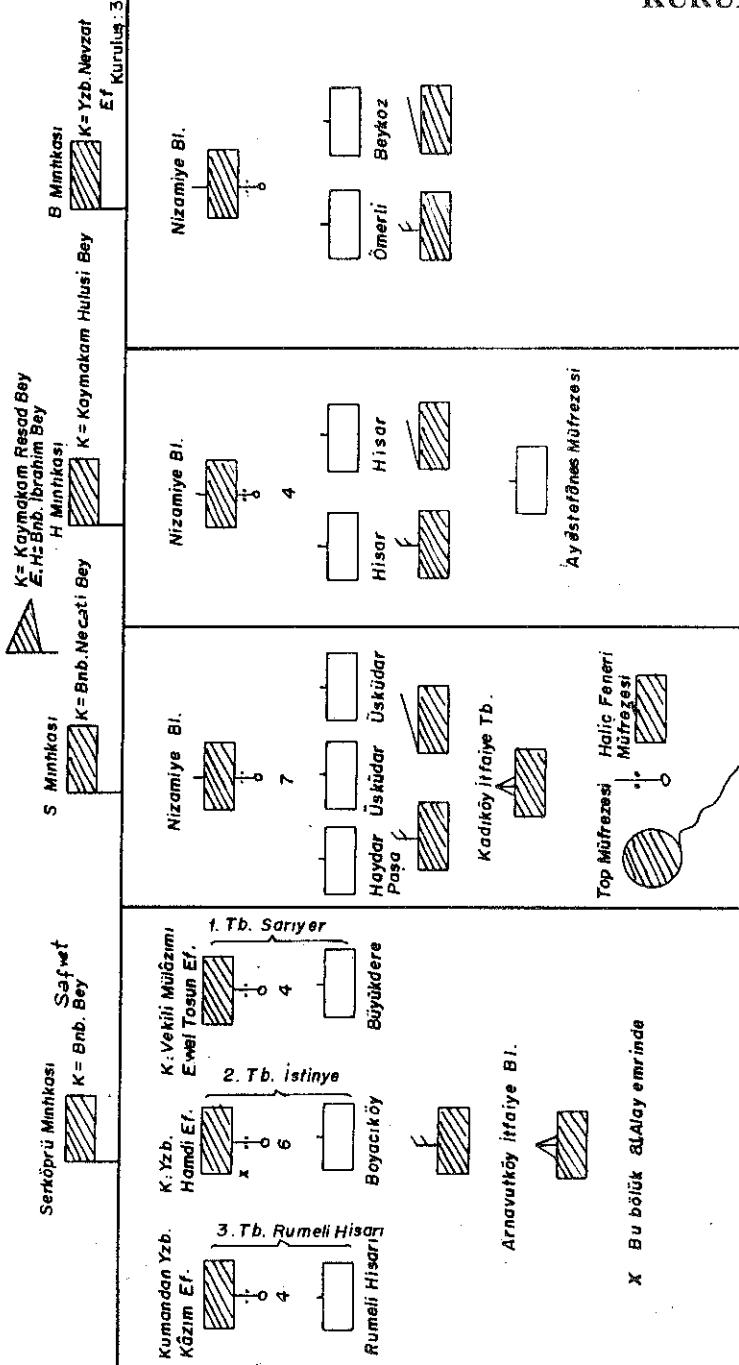 KURU
Kuruluş:3
K= Kaymakam Resad Bey
E.H= Bnb. İbrahim Bey
Serköprü Mıntıkası
Safvet
K= Bnb. Bey
S Mıntıkası
K= Bnb. Necati Bey
H Mıntıkası
K= Kaymakam Hulusi Bey
B Mıntıkası
K= Yzb. Nevzat
Ef
Kumandan Yzb.
Kâzım Ef.
4
3. Tb. Rumeli Hisarı
Rumeli Hisarı
K: Yzb.
Hamdi Ef.
x
6
2. Tb. İstinye
Boyacıköy
K: Vekili Mülâzımı
Evvel Tosun Ef.
4
1. Tb. Sarıyer
Büyükdere
Arnavutköy İtfaiye Bl.
X Bu bölük Alay emrinde
Nizamiye Bl.
7
Haydar
Paşa
Üsküdar
Üsküdar
Kadıköy İtfaiye Tb.
Top Müfrezesi
Haliç Feneri
Müfrezesi
Nizamiye Bl.
4
Hisar
Hisar
Ayestefönes Müfrezesi
Nizamiye Bl.
Ömerli
Beykoz